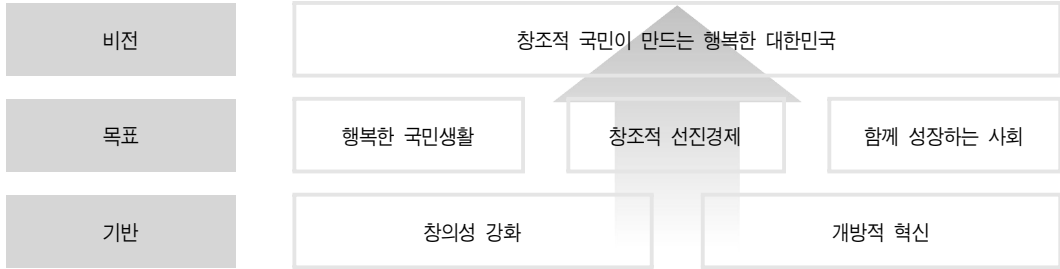 비전
창조적 국민이 만드는 행복한 대한민국
목표
행복한 국민생활
창조적 선진경제
함께 성장하는 사회
기반
창의성 강화
개방적 혁신